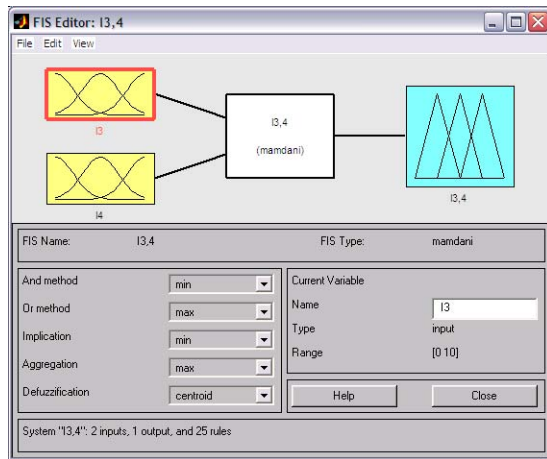 FIS Editor: I3,4
File Edit View
I3
I4
I3,4
(mamdani)
I3,4
FIS Name: I3,4 FIS Type: mamdani
And method min
Or method max
Implication min
Aggregation max
Defuzzification centroid
Current Variable
Name I3
Type input
Range [0 10]
Help Close
System "I3,4": 2 inputs, 1 output, and 25 rules